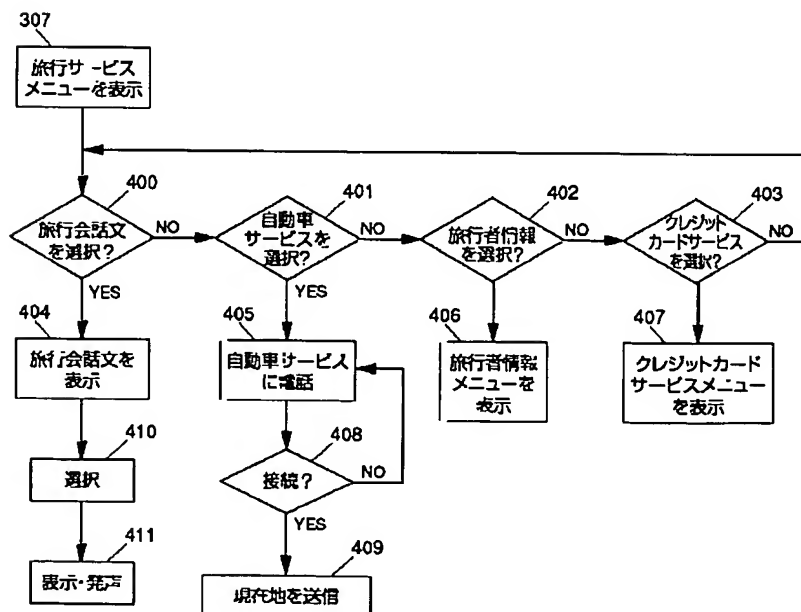 307
旅行サービス
メニューを表示
400
旅行会話文
を選択?
NO
YES
401
自動車
サービスを
選択?
NO
YES
402
旅行者情報
を選択?
NO
403
クレジット
カードサービス
を選択?
NO
404
旅行会話文を
表示
405
自動車サービス
に電話
406
旅行者情報
メニューを
表示
407
クレジットカード
サービスメニュー
を表示
410
選択
408
接続?
NO
YES
411
表示・発声
409
現在地を送信